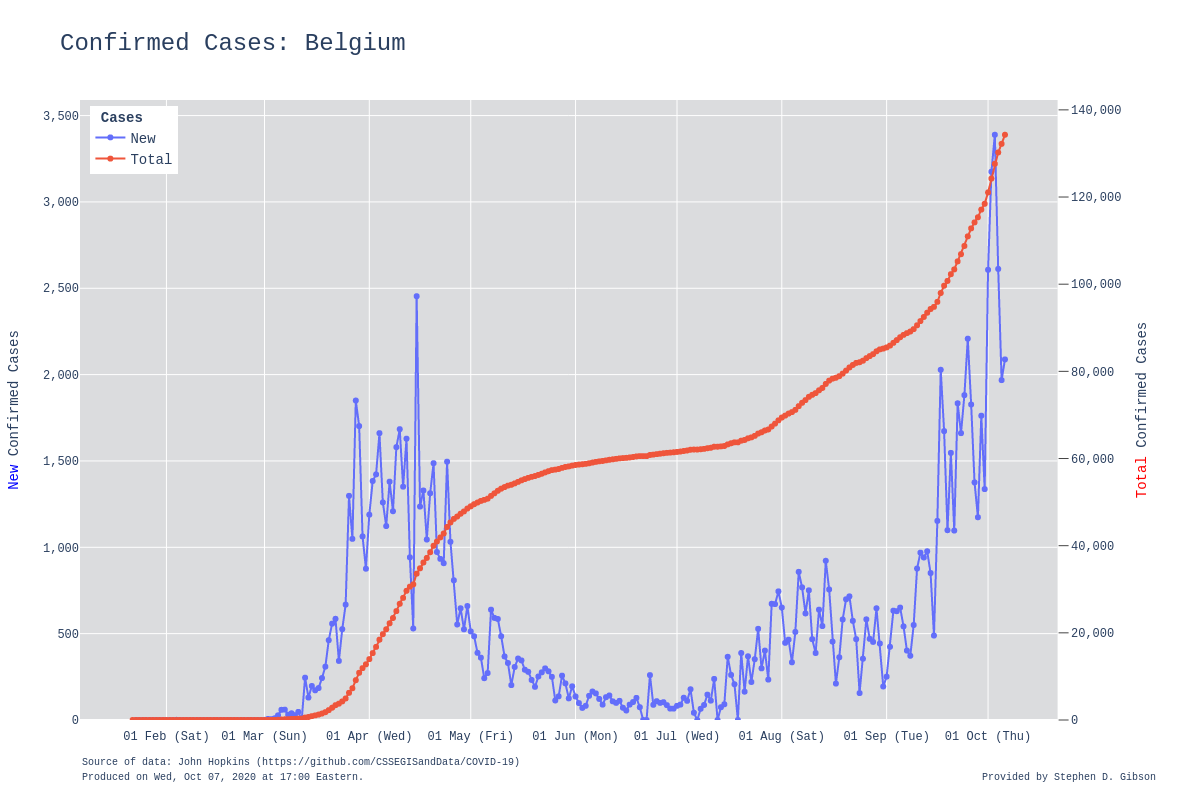 Confirmed Cases: Belgium
Cases
New
Total
3,500
3,000
2,500
2,000
1,500
1,000
500
0
140,000
120,000
100,000
80,000
60,000
40,000
20,000
0
New Confirmed Cases
Total Confirmed Cases
01 Feb (Sat) 01 Mar (Sun) 01 Apr (Wed) 01 May (Fri) 01 Jun (Mon) 01 Jul (Wed) 01 Aug (Sat) 01 Sep (Tue) 01 Oct (Thu)
Source of data: John Hopkins (https://github.com/CSSEGISandData/COVID-19)
Produced on Wed, Oct 07, 2020 at 17:00 Eastern.
Provided by Stephen D. Gibson